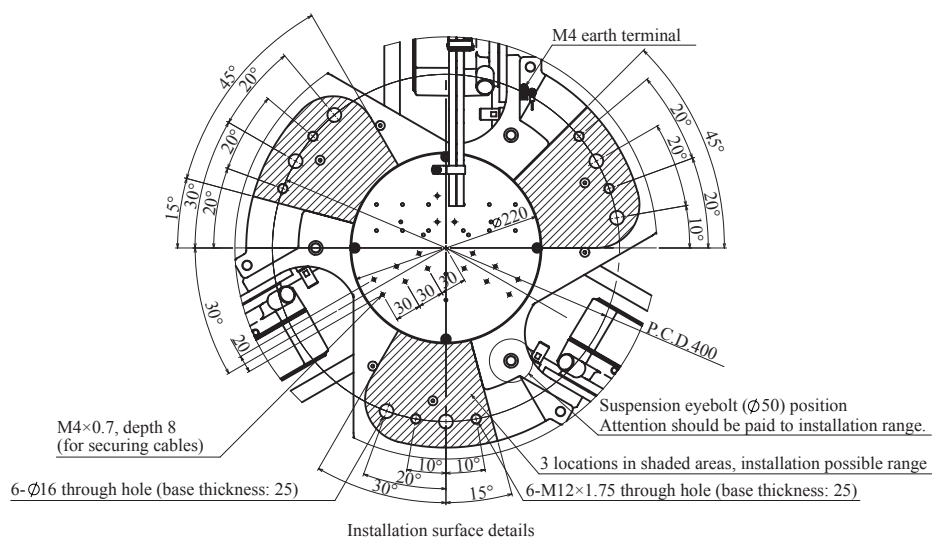 M4 earth terminal
45°
20°
20°
15°
30°
20°
20°
45°
20°
20°
10°
Ø220
30
30
30
30°
20
P.C.D.400
Suspension eyebolt (Ø50) position
Attention should be paid to installation range.
M4×0.7, depth 8
(for securing cables)
3 locations in shaded areas, installation possible range
10°
10°
20°
30°
15°
6-Ø16 through hole (base thickness: 25)
6-M12×1.75 through hole (base thickness: 25)
Installation surface details